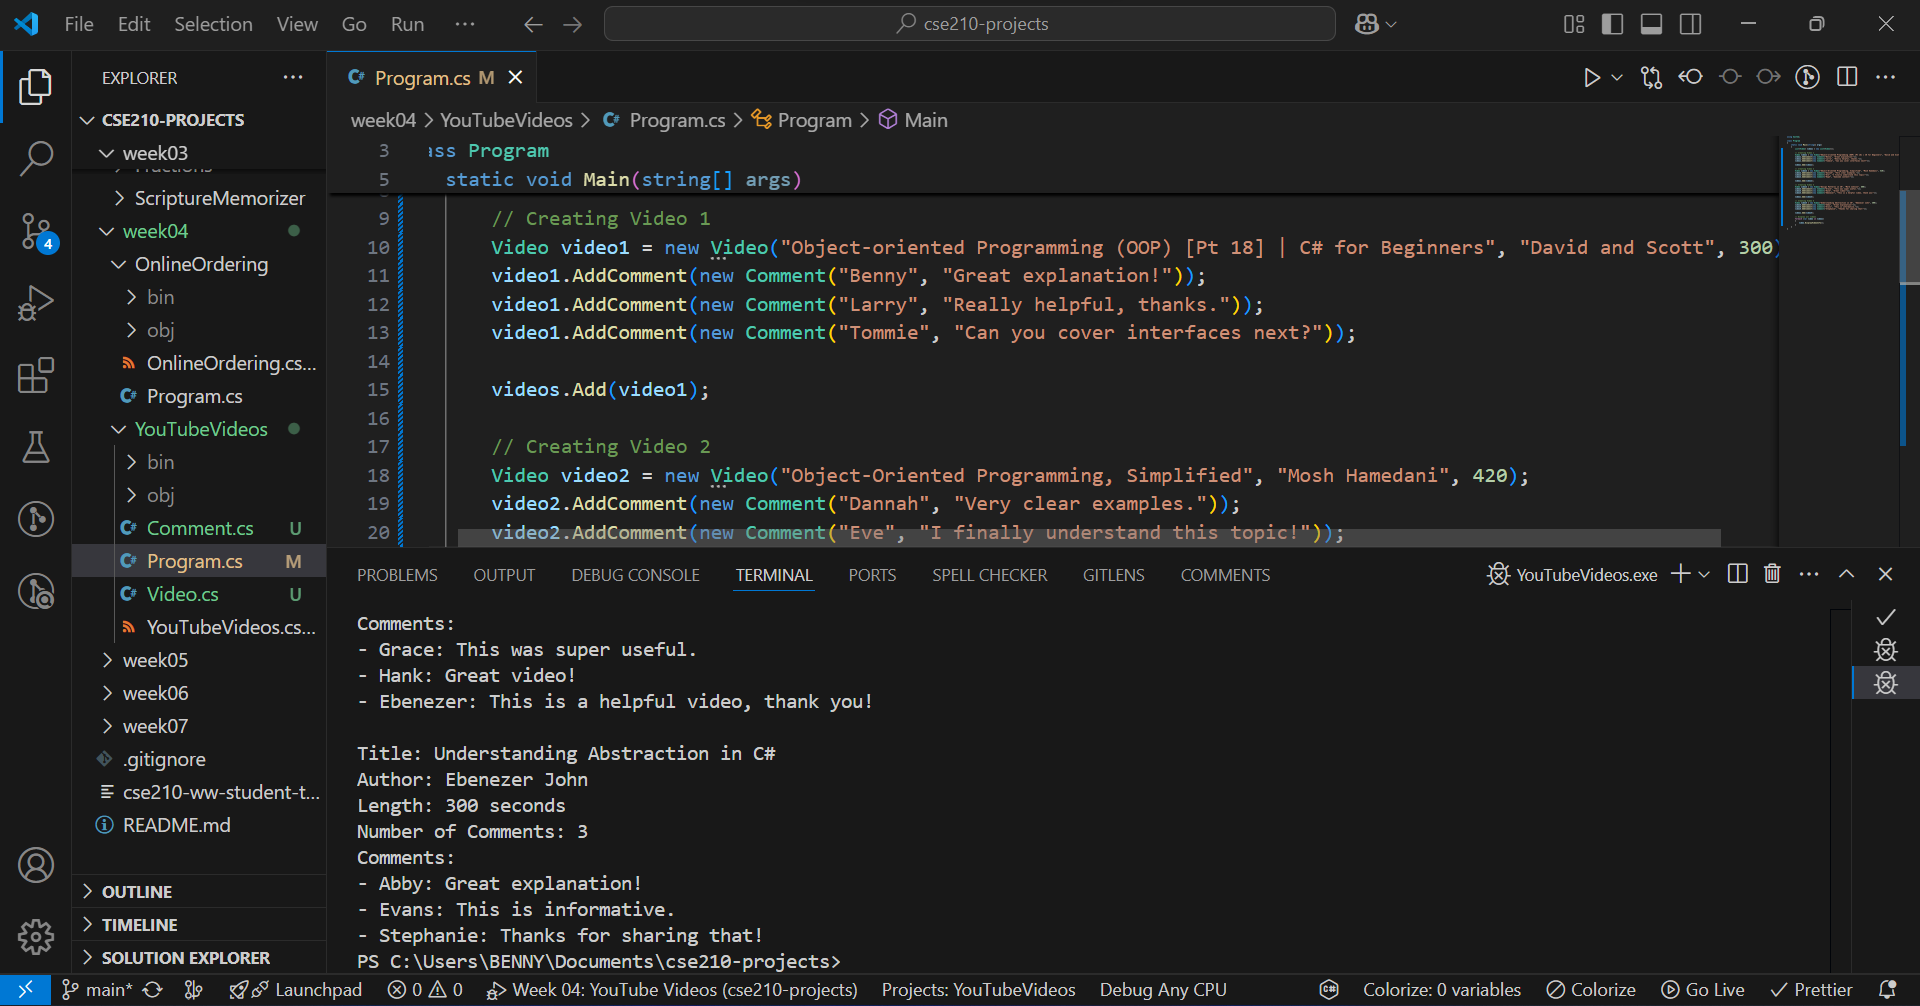 File Edit Selection View Go Run ··· cse210-projects
EXPLORER
CSE210-PROJECTS
week03
Fractions
ScriptureMemorizer
week04
OnlineOrdering
bin
obj
OnlineOrdering.cs...
Program.cs
YouTubeVideos
bin
obj
Comment.cs U
Program.cs M
Video.cs U
YouTubeVideos.cs...
week05
week06
week07
.gitignore
cse210-ww-student-t...
README.md
OUTLINE
TIMELINE
SOLUTION EXPLORER
4
Program.cs M
week04 > YouTubeVideos > Program.cs > Program > Main
3 ass Program
5 static void Main(string[] args)
9 // Creating Video 1
10 Video video1 = new Video("Object-oriented Programming (OOP) [Pt 18] | C# for Beginners", "David and Scott", 300)
11 video1.AddComment(new Comment("Benny", "Great explanation!"));
12 video1.AddComment(new Comment("Larry", "Really helpful, thanks."));
13 video1.AddComment(new Comment("Tommie", "Can you cover interfaces next?"));
14
15 videos.Add(video1);
16
17 // Creating Video 2
18 Video video2 = new Video("Object-Oriented Programming, Simplified", "Mosh Hamedani", 420);
19 video2.AddComment(new Comment("Dannah", "Very clear examples."));
20 video2.AddComment(new Comment("Eve", "I finally understand this topic!"));
PROBLEMS OUTPUT DEBUG CONSOLE TERMINAL PORTS SPELL CHECKER GITLENS COMMENTS YouTubeVideos.exe
Comments:
- Grace: This was super useful.
- Hank: Great video!
- Ebenezer: This is a helpful video, thank you!
Title: Understanding Abstraction in C#
Author: Ebenezer John
Length: 300 seconds
Number of Comments: 3
Comments:
- Abby: Great explanation!
- Evans: This is informative.
- Stephanie: Thanks for sharing that!
PS C:\Users\BENNY\Documents\cse210-projects>
main* Launchpad 0 0 Week 04: YouTube Videos (cse210-projects) Projects: YouTubeVideos Debug Any CPU Colorize: 0 variables Colorize Go Live Prettier